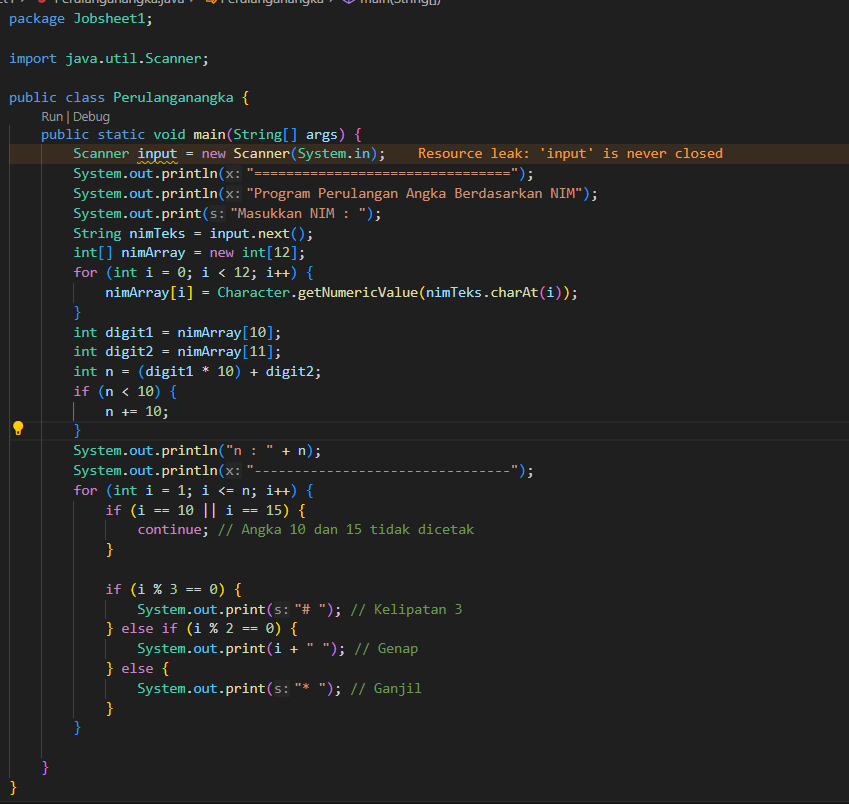 Perulanganangka.java > Perulanganangka > main(String[])
package Jobsheet1;
import java.util.Scanner;
public class Perulanganangka {
Run | Debug
public static void main(String[] args) {
Scanner input = new Scanner(System.in); Resource leak: 'input' is never closed
System.out.println(x: "================================");
System.out.println(x: "Program Perulangan Angka Berdasarkan NIM");
System.out.print(s: "Masukkan NIM : ");
String nimTeks = input.next();
int[] nimArray = new int[12];
for (int i = 0; i < 12; i++) {
nimArray[i] = Character.getNumericValue(nimTeks.charAt(i));
}
int digit1 = nimArray[10];
int digit2 = nimArray[11];
int n = (digit1 * 10) + digit2;
if (n < 10) {
n += 10;
}
System.out.println("n : " + n);
System.out.println(x: "--------------------------------");
for (int i = 1; i <= n; i++) {
if (i == 10 || i == 15) {
continue; // Angka 10 dan 15 tidak dicetak
}
if (i % 3 == 0) {
System.out.print(s: "# "); // Kelipatan 3
} else if (i % 2 == 0) {
System.out.print(i + " "); // Genap
} else {
System.out.print(s: "* "); // Ganjil
}
}
}
}